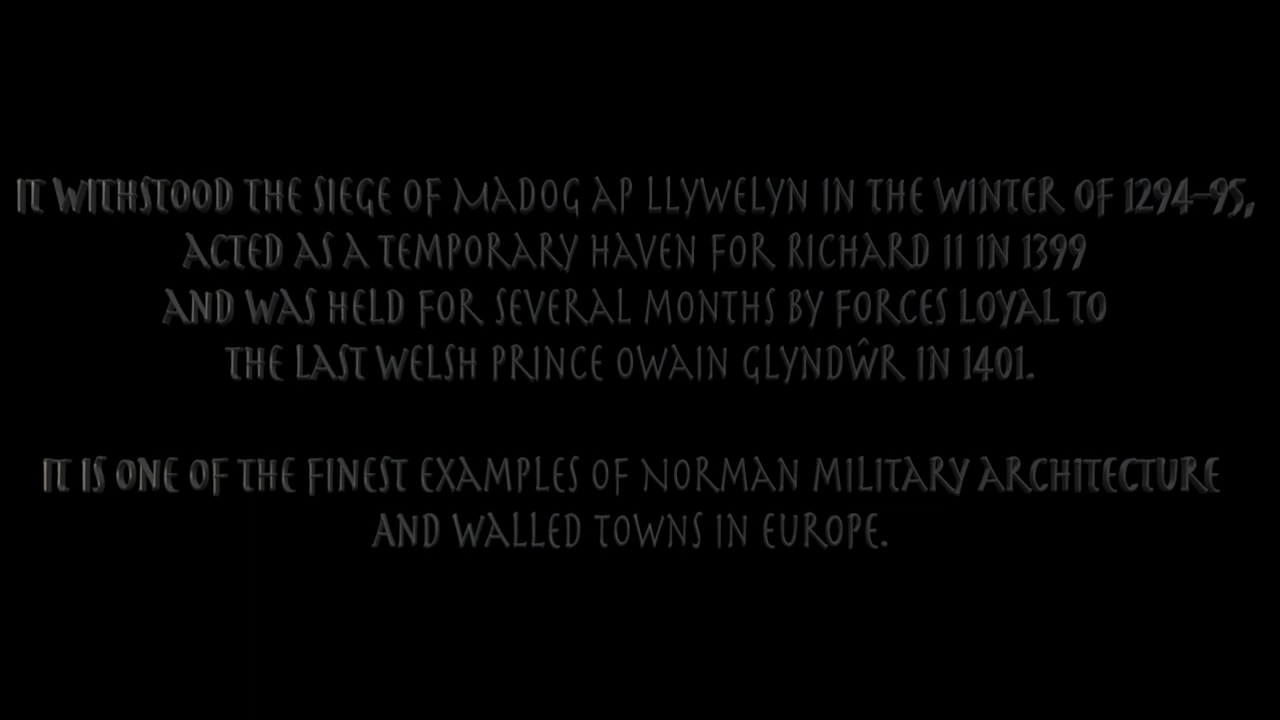 IT WITHSTOOD THE SIEGE OF MADOG AP LLYWELYN IN THE WINTER OF 1294–95,
ACTED AS A TEMPORARY HAVEN FOR RICHARD II IN 1399
AND WAS HELD FOR SEVERAL MONTHS BY FORCES LOYAL TO
THE LAST WELSH PRINCE OWAIN GLYNDŴR IN 1401.
IT IS ONE OF THE FINEST EXAMPLES OF NORMAN MILITARY ARCHITECTURE
AND WALLED TOWNS IN EUROPE.